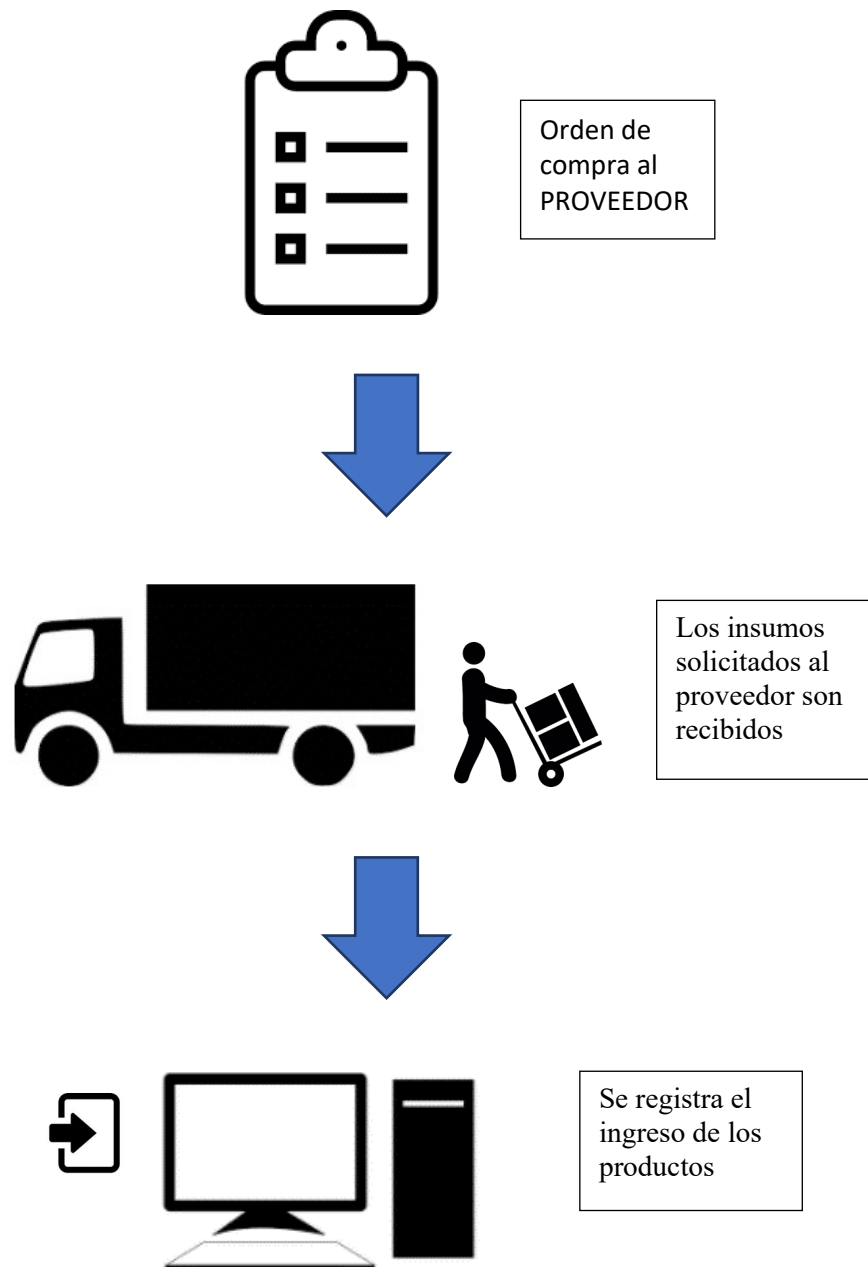 Orden de
compra al
PROVEEDOR
Los insumos
solicitados al
proveedor son
recibidos
Se registra el
ingreso de los
productos